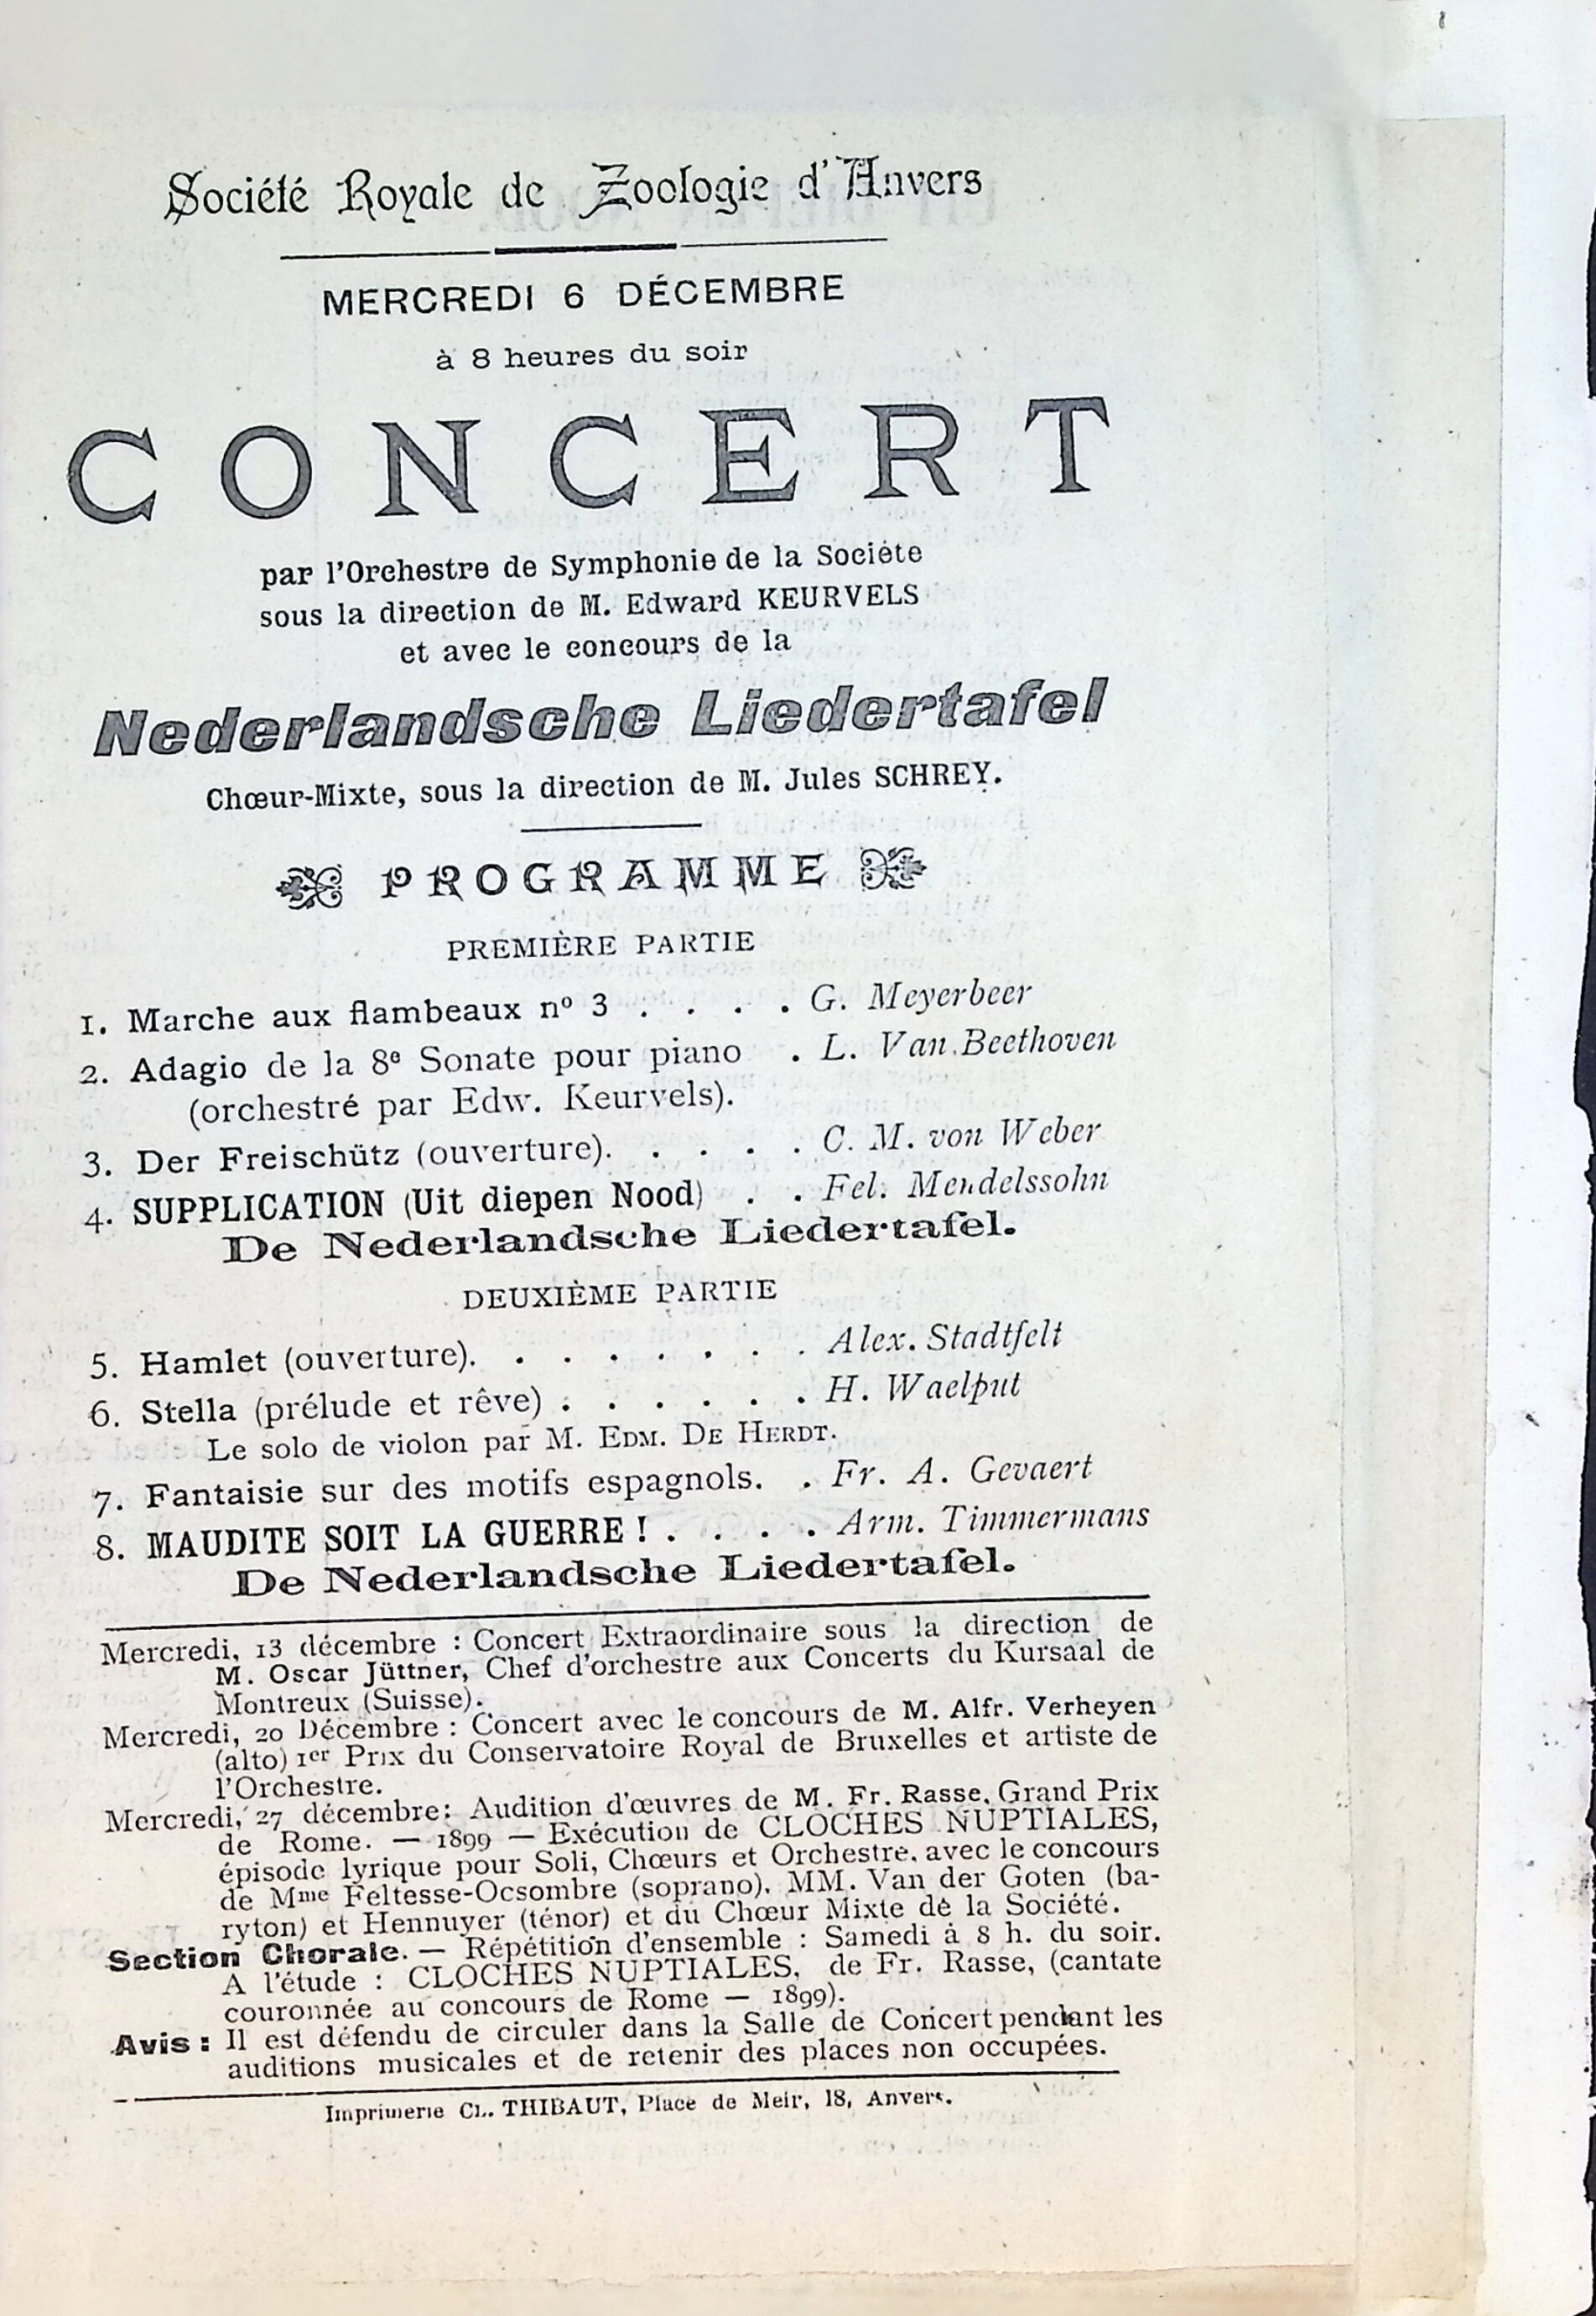 Société Royale de Zoologie d'Anvers
MERCREDI 6 DÉCEMBRE
à 8 heures du soir
CONCERT
par l'Orchestre de Symphonie de la Sociéte
sous la direction de M. Edward KEURVELS
et avec le concours de la
Nederlandsche Liedertafel
Chœur-Mixte, sous la direction de M. Jules SCHREY.
PROGRAMME
PREMIÈRE PARTIE
1. Marche aux flambeaux nº 3 . . . . G. Meyerbeer
2. Adagio de la 8e Sonate pour piano . L. Van Beethoven
(orchestré par Edw. Keurvels).
3. Der Freischütz (ouverture). . . . . C. M. von Weber
4. SUPPLICATION (Uit diepen Nood) . . Fel. Mendelssohn
De Nederlandsche Liedertafel.
DEUXIÈME PARTIE
5. Hamlet (ouverture). . . . . . . . Alex. Stadtfelt
6. Stella (prélude et rêve) . . . . . . H. Waelput
Le solo de violon par M. EDM. DE HERDT.
7. Fantaisie sur des motifs espagnols. . Fr. A. Gevaert
8. MAUDITE SOIT LA GUERRE ! . . . . Arm. Timmermans
De Nederlandsche Liedertafel.
Mercredi, 13 décembre : Concert Extraordinaire sous la direction de
M. Oscar Jüttner, Chef d'orchestre aux Concerts du Kursaal de
Montreux (Suisse).
Mercredi, 20 Décembre : Concert avec le concours de M. Alfr. Verheyen
(alto) 1er Prix du Conservatoire Royal de Bruxelles et artiste de
l'Orchestre.
Mercredi, 27 décembre: Audition d'œuvres de M. Fr. Rasse, Grand Prix
de Rome. — 1899 — Exécution de CLOCHES NUPTIALES,
épisode lyrique pour Soli, Chœurs et Orchestre, avec le concours
de Mme Feltesse-Ocsombre (soprano), MM. Van der Goten (ba-
ryton) et Hennuyer (ténor) et du Chœur Mixte de la Société.
Section Chorale. — Répétition d'ensemble : Samedi à 8 h. du soir.
A l'étude : CLOCHES NUPTIALES, de Fr. Rasse, (cantate
couronnée au concours de Rome — 1899).
Avis : Il est défendu de circuler dans la Salle de Concert pendant les
auditions musicales et de retenir des places non occupées.
Imprimerie CL. THIBAUT, Place de Meir, 18, Anvers.